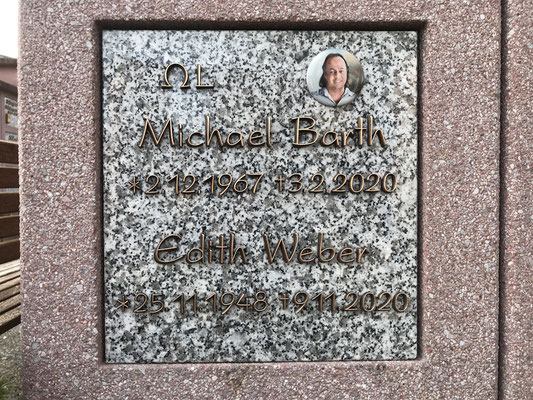 ΩL
Michael Barth
*2.12.1967 †3.2.2020
Edith Weber
*25.11.1948 †9.11.2020